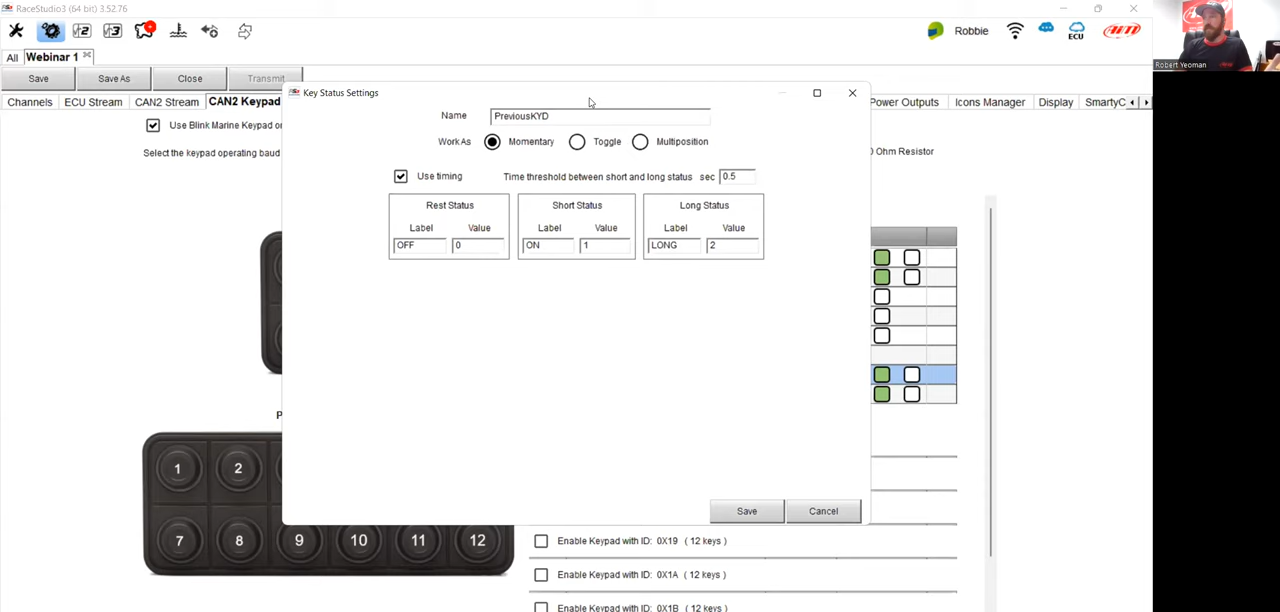 RaceStudio3 (64 bit) 3.52.76
Robbie
ECU
AiM
All Webinar 1
Save Save As Close Transmit
Channels ECU Stream CAN2 Stream CAN2 Keypad Power Outputs Icons Manager Display SmartyC
Use Blink Marine Keypad or
Select the keypad operating baud
0 Ohm Resistor
Key Status Settings
Name PreviousKYD
Work As Momentary Toggle Multiposition
Use timing Time threshold between short and long status sec 0.5
Rest Status Short Status Long Status
Label Value Label Value Label Value
OFF 0 ON 1 LONG 2
Save Cancel
P
1 2
7 8 9 10 11 12
Enable Keypad with ID: 0X19 ( 12 keys )
Enable Keypad with ID: 0X1A ( 12 keys )
Enable Keypad with ID: 0X1B ( 12 keys )
Robert Yeoman